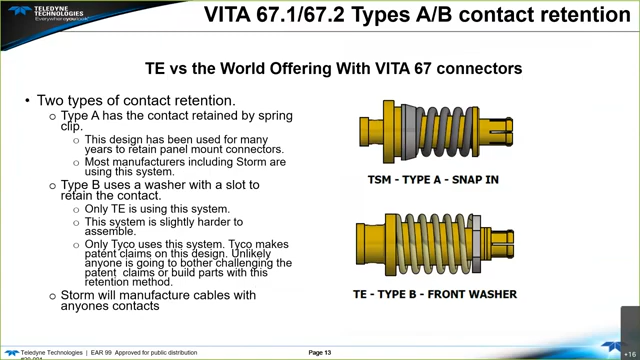 TELEDYNE
TECHNOLOGIES
Everywhereyoulook
VITA 67.1/67.2 Types A/B contact retention
TE vs the World Offering With VITA 67 connectors
• Two types of contact retention.
o Type A has the contact retained by spring
clip.
o This design has been used for many
years to retain panel mount connectors.
o Most manufacturers including Storm are
using this system.
o Type B uses a washer with a slot to
retain the contact.
o Only TE is using this system.
o This system is slightly harder to
assemble.
o Only Tyco uses this system. Tyco makes
patent claims on this design. Unlikely
anyone is going to bother challenging the
patent claims or build parts with this
retention method.
o Storm will manufacture cables with
anyones contacts
TSM - TYPE A - SNAP IN
TE - TYPE B - FRONT WASHER
Teledyne Technologies | EAR 99 Approved for public distribution
Page 13
+16